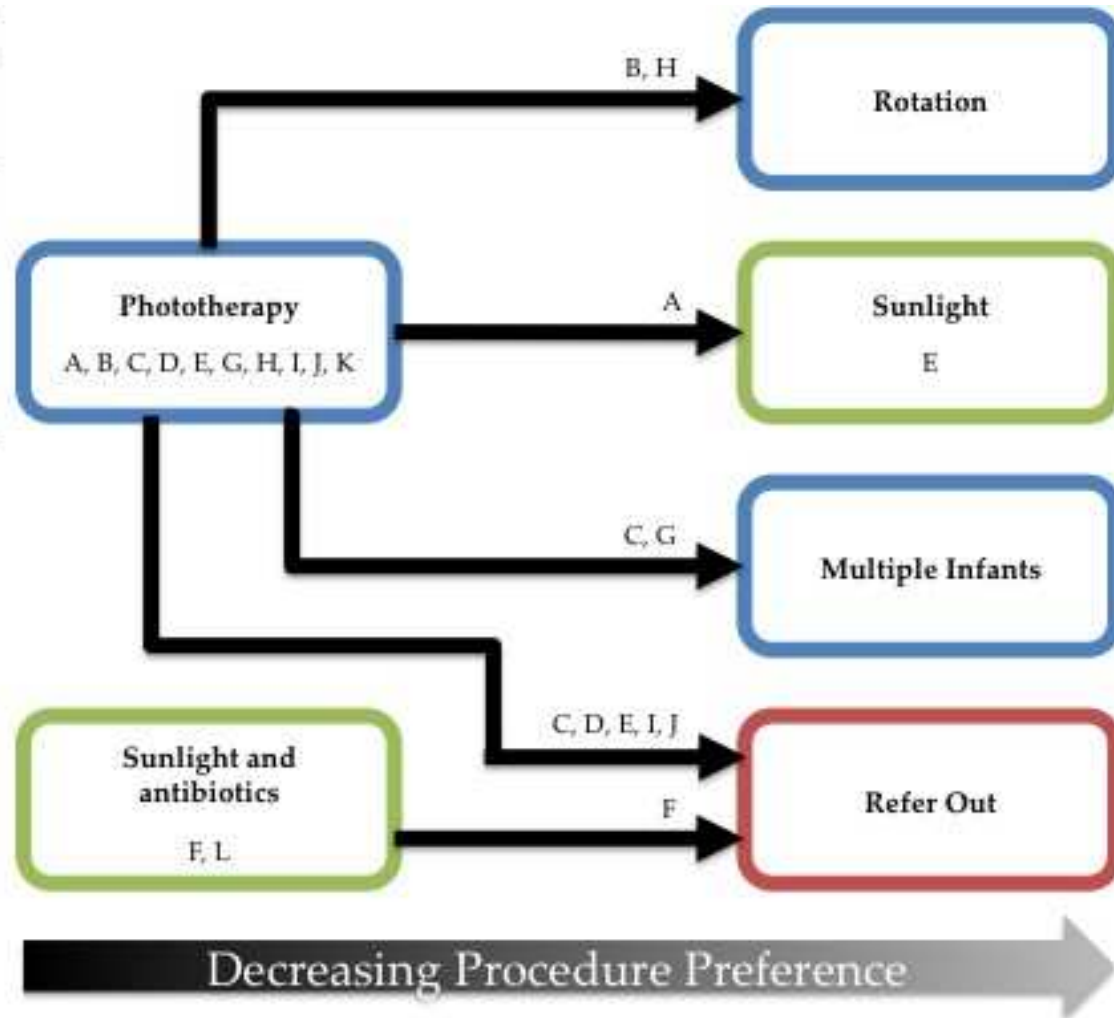 B, H
Rotation
Phototherapy
A, B, C, D, E, G, H, I, J, K
A
Sunlight
E
C, G
Multiple Infants
C, D, E, I, J
Sunlight and
antibiotics
F, L
F
Refer Out
Decreasing Procedure Preference